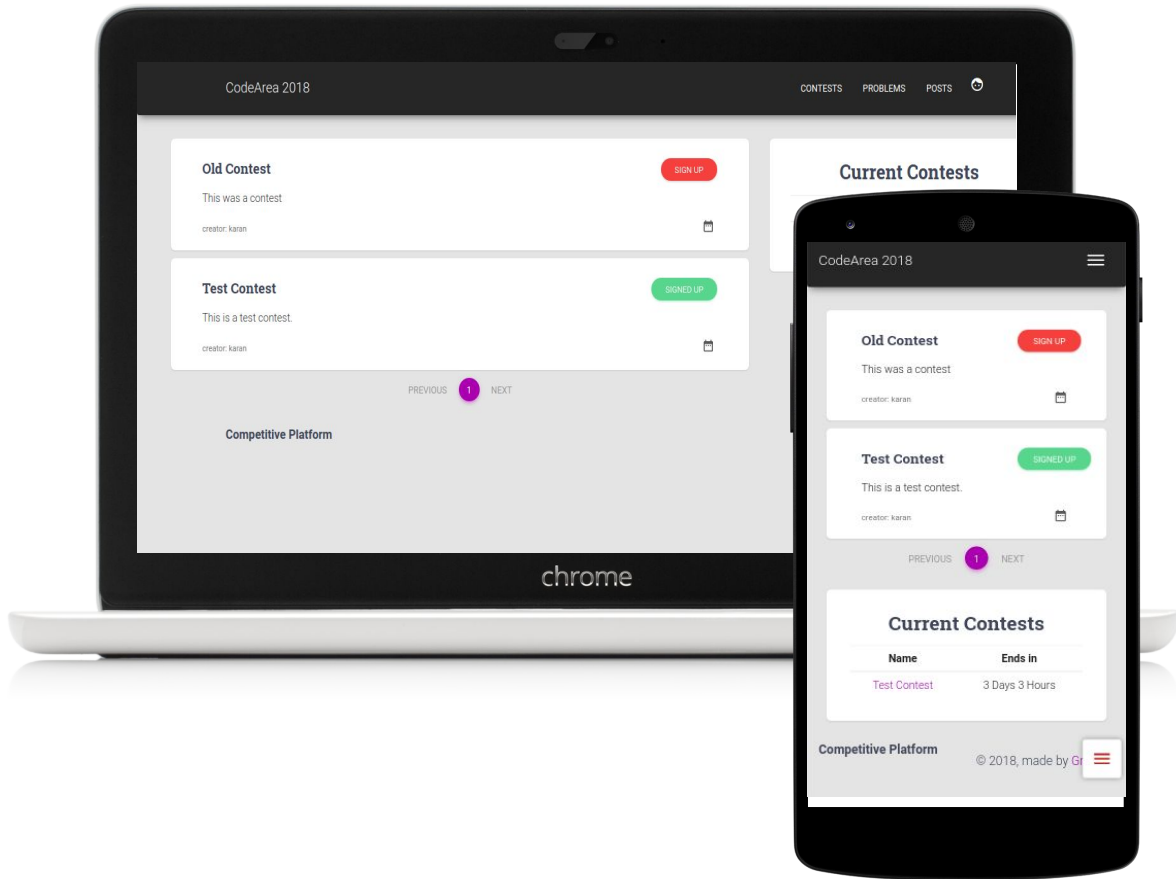 CodeArea 2018
CONTESTS PROBLEMS POSTS
Old Contest
SIGN UP
This was a contest
creator: karan
Test Contest
SIGNED UP
This is a test contest.
creator: karan
PREVIOUS 1 NEXT
Competitive Platform
Current Contests
chrome
CodeArea 2018
Old Contest
SIGN UP
This was a contest
creator: karan
Test Contest
SIGNED UP
This is a test contest.
creator: karan
PREVIOUS 1 NEXT
Current Contests
Name Ends in
Test Contest 3 Days 3 Hours
Competitive Platform
© 2018, made by Gr